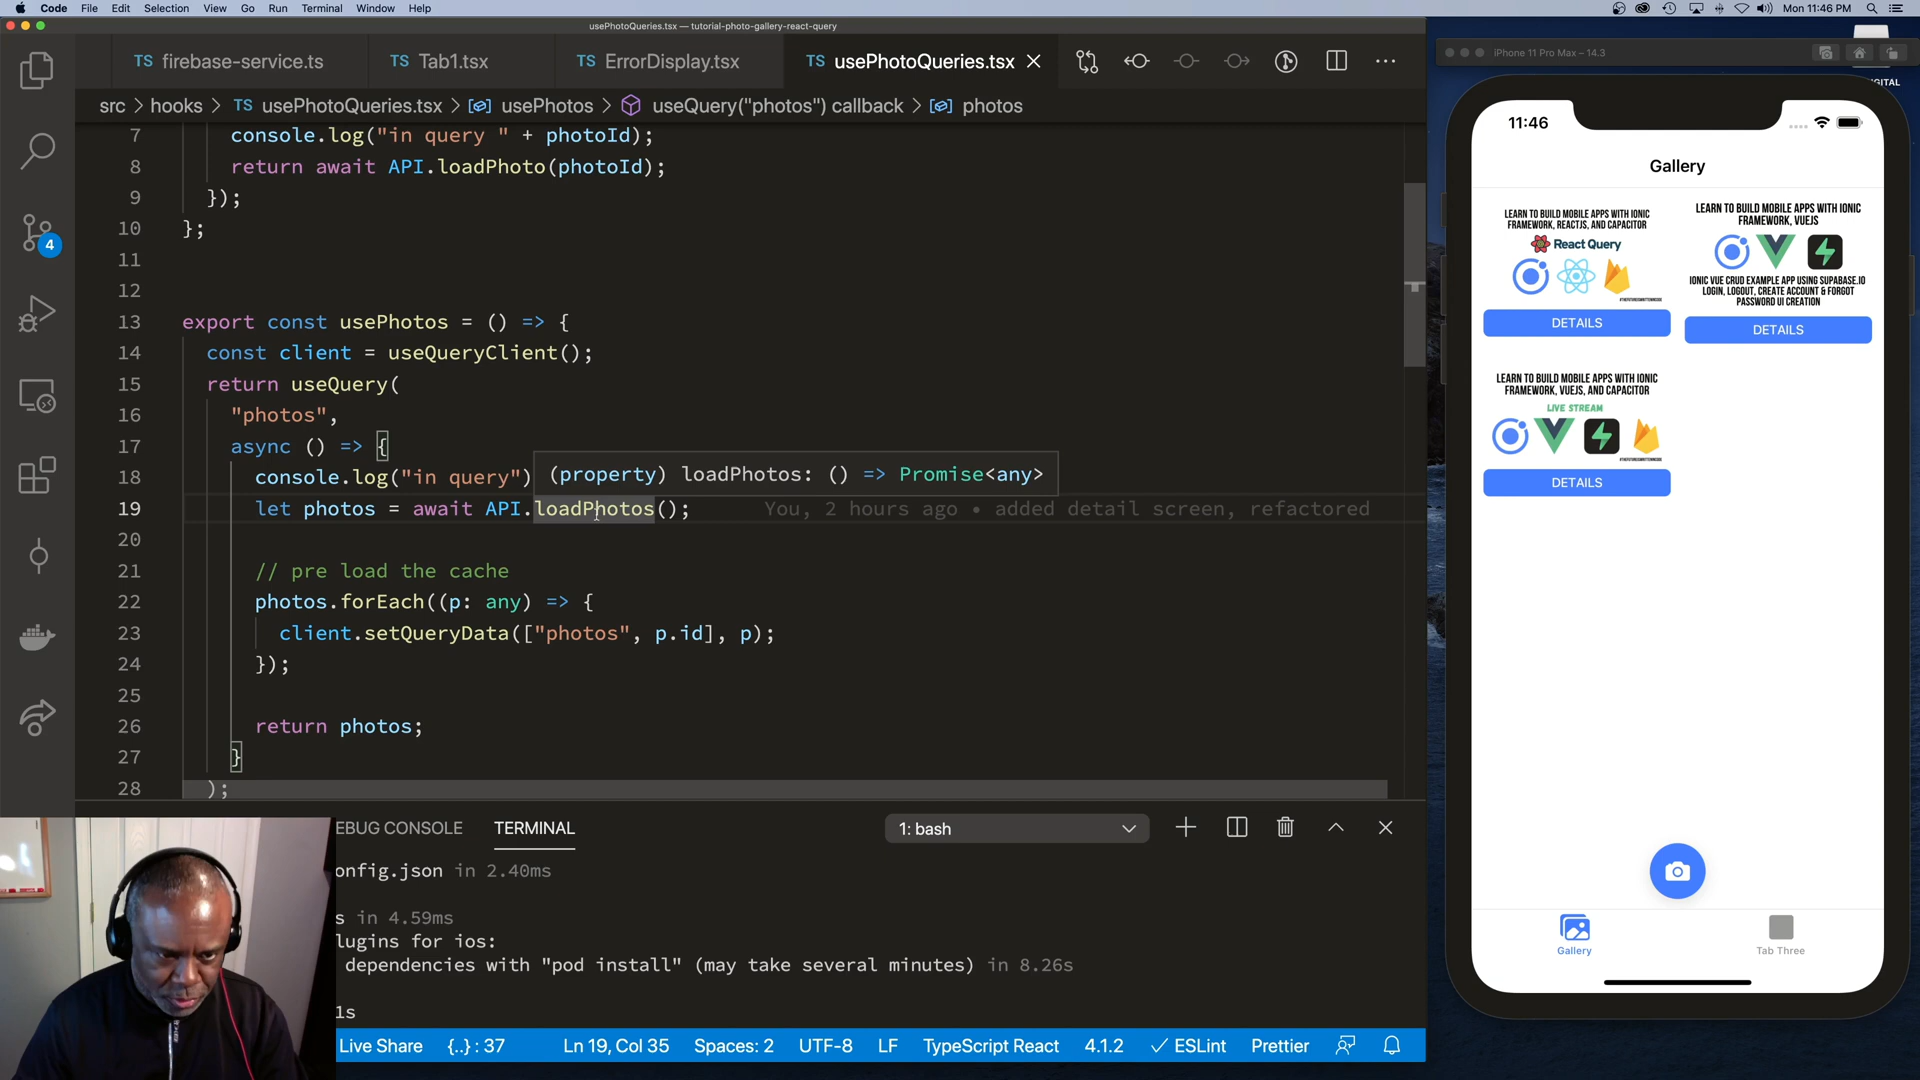 Code File Edit Selection View Go Run Terminal Window Help
Mon 11:46 PM
usePhotoQueries.tsx — tutorial-photo-gallery-react-query
TS firebase-service.ts
TS Tab1.tsx
TS ErrorDisplay.tsx
TS usePhotoQueries.tsx
src > hooks > TS usePhotoQueries.tsx > usePhotos > useQuery("photos") callback > photos
7 console.log("in query " + photoId);
8 return await API.loadPhoto(photoId);
9 });
10 };
11
12
13 export const usePhotos = () => {
14 const client = useQueryClient();
15 return useQuery(
16 "photos",
17 async () => {
18 console.log("in query")
(property) loadPhotos: () => Promise<any>
19 let photos = await API.loadPhotos();
You, 2 hours ago • added detail screen, refactored
20
21 // pre load the cache
22 photos.forEach((p: any) => {
23 client.setQueryData(["photos", p.id], p);
24 });
25
26 return photos;
27 }
28 );
4
EBUG CONSOLE
TERMINAL
1: bash
onfig.json in 2.40ms
s in 4.59ms
lugins for ios:
dependencies with "pod install" (may take several minutes) in 8.26s
1s
Live Share {..} : 37 Ln 19, Col 35 Spaces: 2 UTF-8 LF TypeScript React 4.1.2 ESLint Prettier
iPhone 11 Pro Max – 14.3
IGITAL
11:46
Gallery
LEARN TO BUILD MOBILE APPS WITH IONIC
FRAMEWORK, REACTJS, AND CAPACITOR
React Query
DETAILS
LEARN TO BUILD MOBILE APPS WITH IONIC
FRAMEWORK, VUEJS
IONIC VUE CRUD EXAMPLE APP USING SUPABASE.IO
LOGIN, LOGOUT, CREATE ACCOUNT & FORGOT
PASSWORD UI CREATION
DETAILS
LEARN TO BUILD MOBILE APPS WITH IONIC
FRAMEWORK, VUEJS, AND CAPACITOR
LIVE STREAM
DETAILS
Gallery
Tab Three